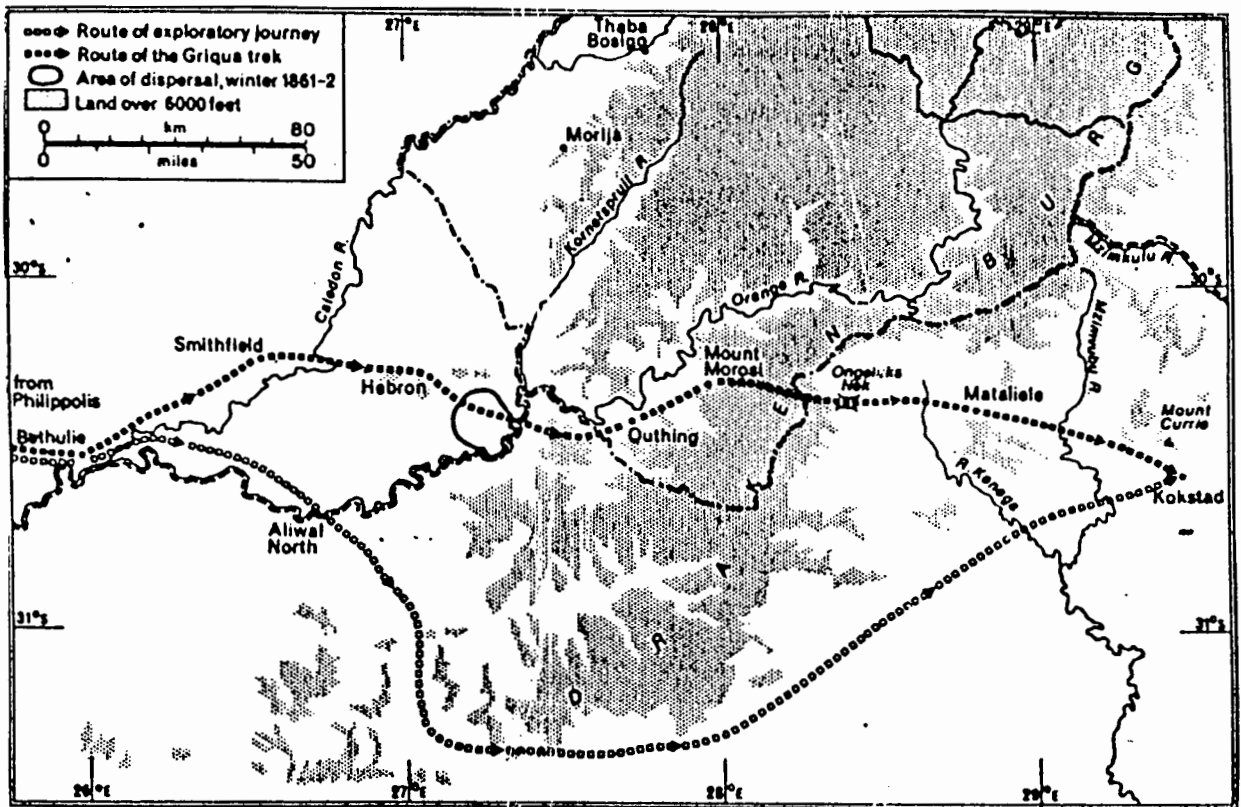 Route of exploratory journey
Route of the Griqua trek
Area of dispersal, winter 1861-2
Land over 6000 feet
0 km 80
0 miles 50
27°E
28°E
29°E
Thaba
Bosigo
Morija
Kornetspruit R.
Caledon R.
30°S
30°S
Mzimkulu R.
Orange R.
Mzimvubu R.
Smithfield
Hebron
Mount
Morosi
Ongeluks
Nek
Matatiele
Mount
Currie
from
Philippolis
Bethulie
Quthing
R. Kenega
Kokstad
Aliwal
North
DRAKENSBURG
31°S
31°S
26°E
27°E
28°E
29°E